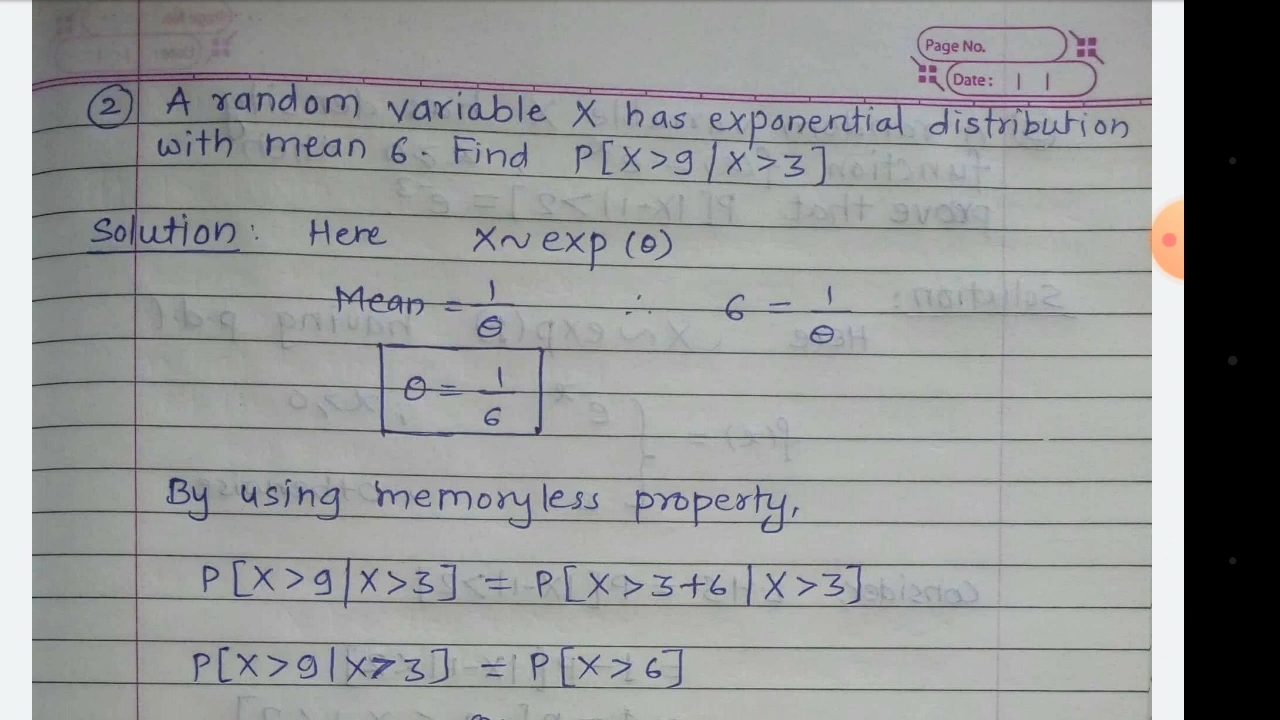 Page No.
Date: | |
② A random variable X has exponential distribution
with mean 6. Find P[X>9|X>3]
Solution: Here X~exp(θ)
Mean = 1/θ ∴ 6 = 1/θ
θ = 1/6
By using memoryless property,
P[X>9|X>3] = P[X>3+6|X>3]
P[X>9|X>3] = P[X>6]